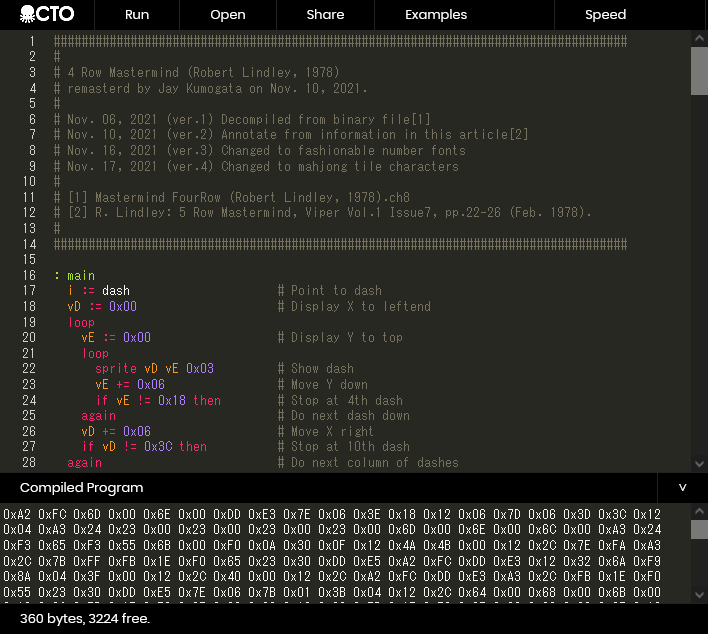 CTO Run Open Share Examples Speed
1 ##################################################################################
2 #
3 # 4 Row Mastermind (Robert Lindley, 1978)
4 # remasterd by Jay Kumogata on Nov. 10, 2021.
5 #
6 # Nov. 06, 2021 (ver.1) Decompiled from binary file[1]
7 # Nov. 10, 2021 (ver.2) Annotate from information in this article[2]
8 # Nov. 16, 2021 (ver.3) Changed to fashionable number fonts
9 # Nov. 17, 2021 (ver.4) Changed to mahjong tile characters
10 #
11 # [1] Mastermind FourRow (Robert Lindley, 1978).ch8
12 # [2] R. Lindley: 5 Row Mastermind, Viper Vol.1 Issue7, pp.22-26 (Feb. 1978).
13 #
14 ##################################################################################
15
16 : main
17 i := dash # Point to dash
18 vD := 0x00 # Display X to leftend
19 loop
20 vE := 0x00 # Display Y to top
21 loop
22 sprite vD vE 0x03 # Show dash
23 vE += 0x06 # Move Y down
24 if vE != 0x18 then # Stop at 4th dash
25 again # Do next dash down
26 vD += 0x06 # Move X right
27 if vD != 0x3C then # Stop at 10th dash
28 again # Do next column of dashes
Compiled Program v
0xA2 0xFC 0x6D 0x00 0x6E 0x00 0xDD 0xE3 0x7E 0x06 0x3E 0x18 0x12 0x06 0x7D 0x06 0x3D 0x3C 0x12
0x04 0xA3 0x24 0x23 0x00 0x23 0x00 0x23 0x00 0x23 0x00 0x6D 0x00 0x6E 0x00 0x6C 0x00 0xA3 0x24
0xF3 0x65 0xF3 0x55 0x6B 0x00 0xF0 0x0A 0x30 0x0F 0x12 0x4A 0x4B 0x00 0x12 0x2C 0x7E 0xFA 0xA3
0x2C 0x7B 0xFF 0xFB 0x1E 0xF0 0x65 0x23 0x30 0xDD 0xE5 0xA2 0xFC 0xDD 0xE3 0x12 0x32 0x6A 0xF9
0x8A 0x04 0x3F 0x00 0x12 0x2C 0x40 0x00 0x12 0x2C 0xA2 0xFC 0xDD 0xE3 0xA3 0x2C 0xFB 0x1E 0xF0
0x55 0x23 0x30 0xDD 0xE5 0x7E 0x06 0x7B 0x01 0x3B 0x04 0x12 0x2C 0x64 0x00 0x68 0x00 0x6B 0x00
360 bytes, 3224 free.